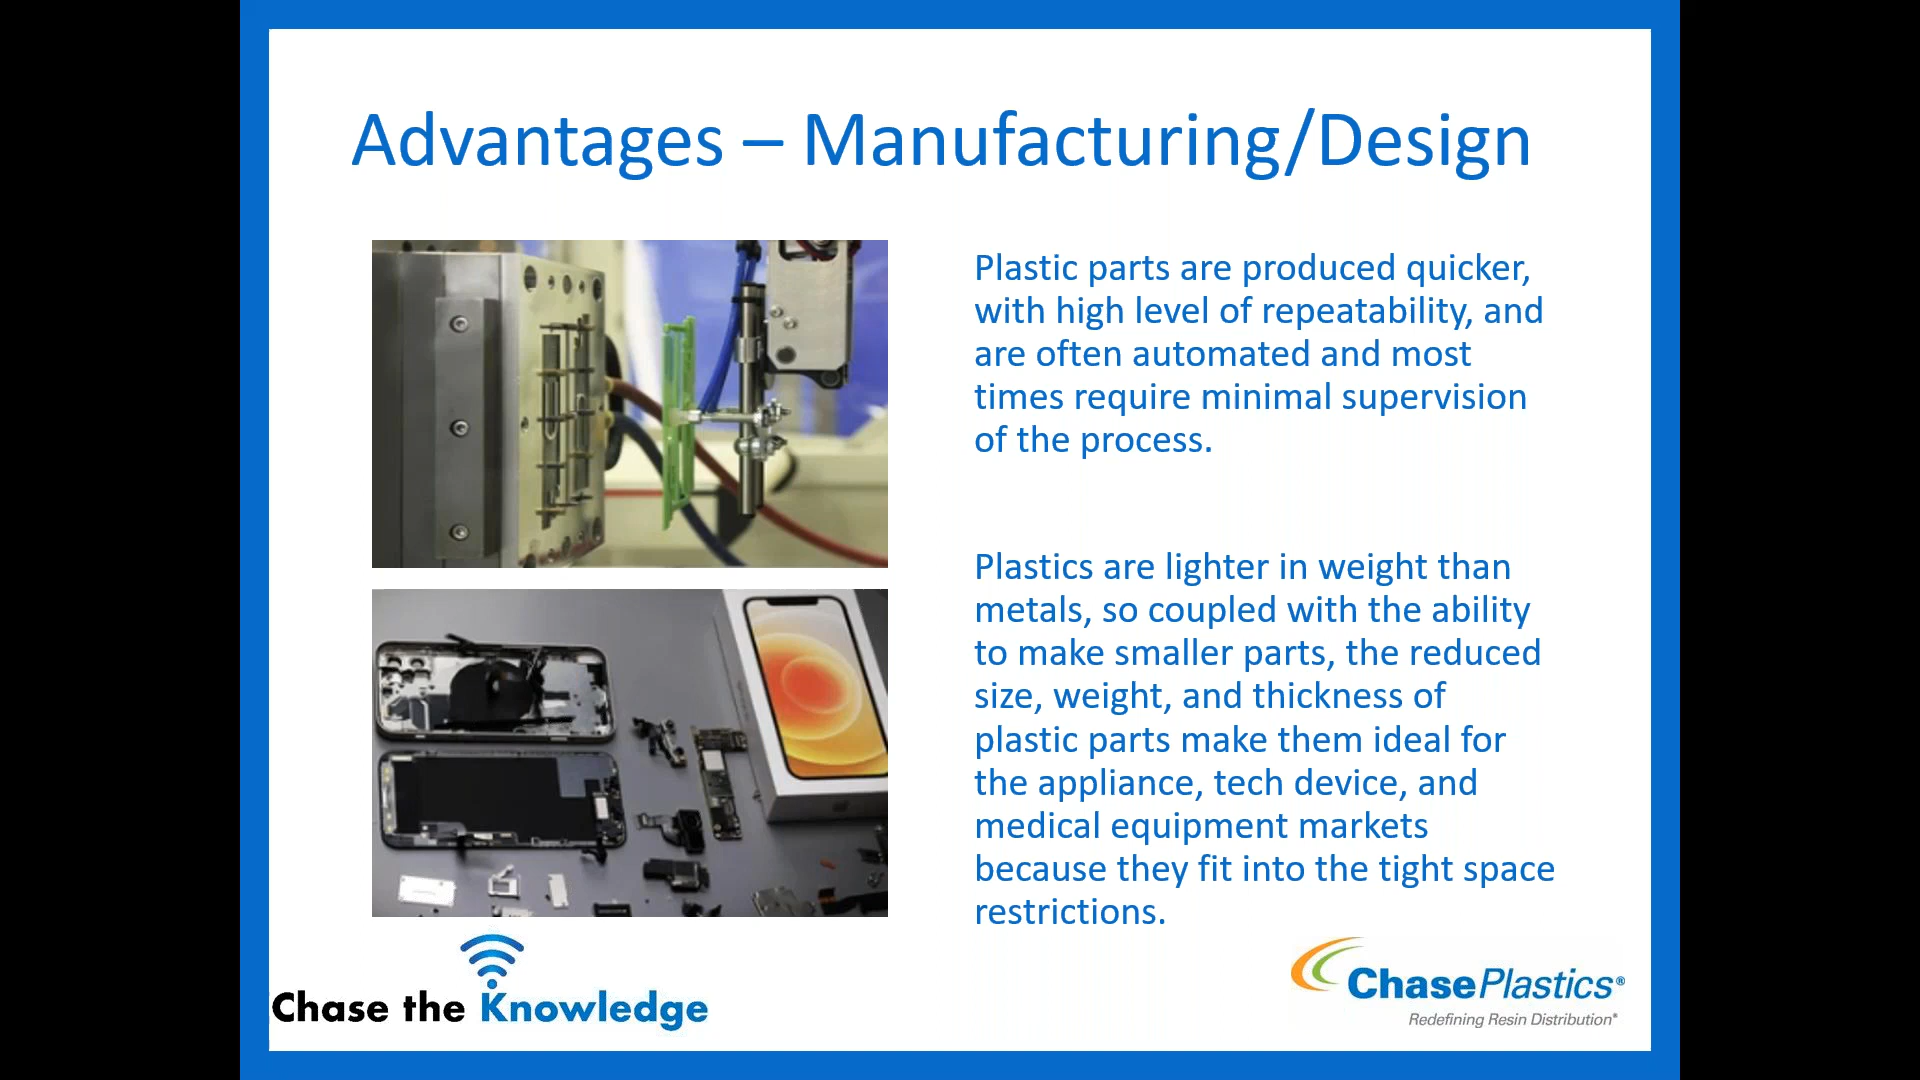 Advantages – Manufacturing/Design
Plastic parts are produced quicker,
with high level of repeatability, and
are often automated and most
times require minimal supervision
of the process.
Plastics are lighter in weight than
metals, so coupled with the ability
to make smaller parts, the reduced
size, weight, and thickness of
plastic parts make them ideal for
the appliance, tech device, and
medical equipment markets
because they fit into the tight space
restrictions.
Chase the Knowledge
ChasePlastics®
Redefining Resin Distribution®